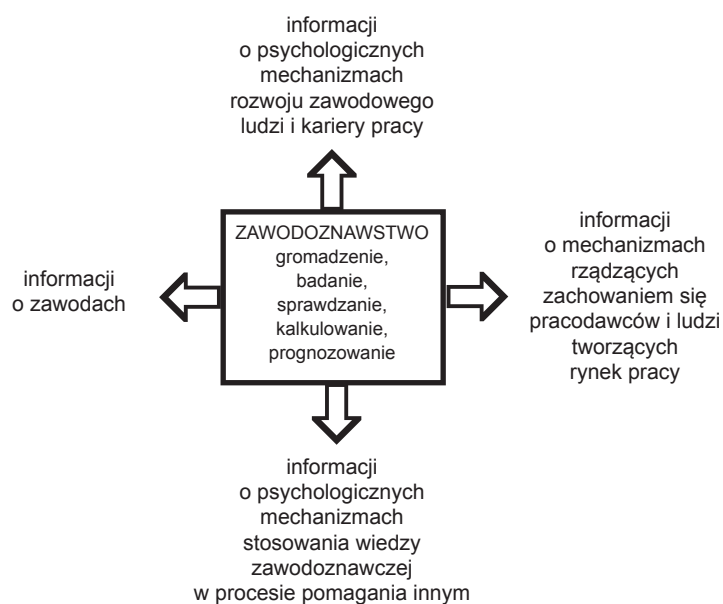 informacji
o psychologicznych
mechanizmach
rozwoju zawodowego
ludzi i kariery pracy
informacji
o zawodach
ZAWODOZNAWSTWO
gromadzenie,
badanie,
sprawdzanie,
kalkulowanie,
prognozowanie
informacji
o mechanizmach
rządzących
zachowaniem się
pracodawców i ludzi
tworzących
rynek pracy
informacji
o psychologicznych
mechanizmach
stosowania wiedzy
zawodoznawczej
w procesie pomagania innym